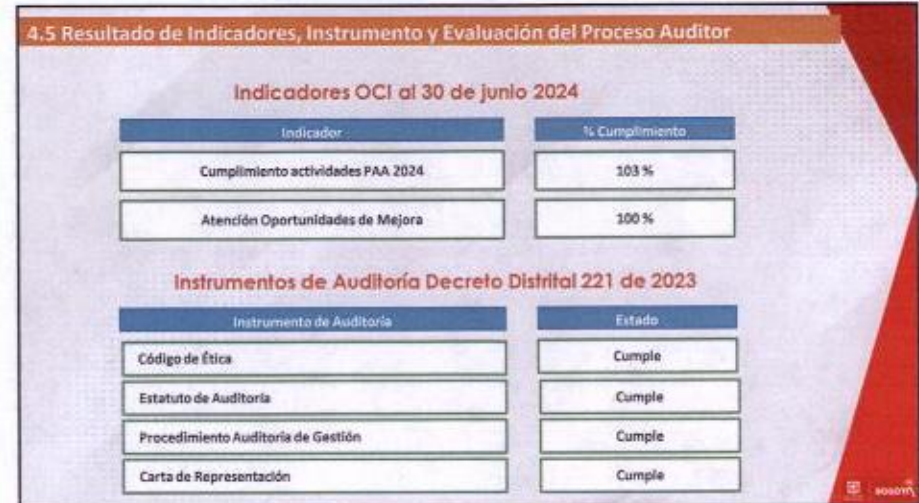 4.5 Resultado de Indicadores, Instrumento y Evaluación del Proceso Auditor
Indicadores OCI al 30 de junio 2024
Indicador % Cumplimiento
Cumplimiento actividades PAA 2024 103 %
Atención Oportunidades de Mejora 100 %
Instrumentos de Auditoría Decreto Distrital 221 de 2023
Instrumento de Auditoría Estado
Código de Ética Cumple
Estatuto de Auditoría Cumple
Procedimiento Auditoria de Gestión Cumple
Carta de Representación Cumple
BOGOTÁ